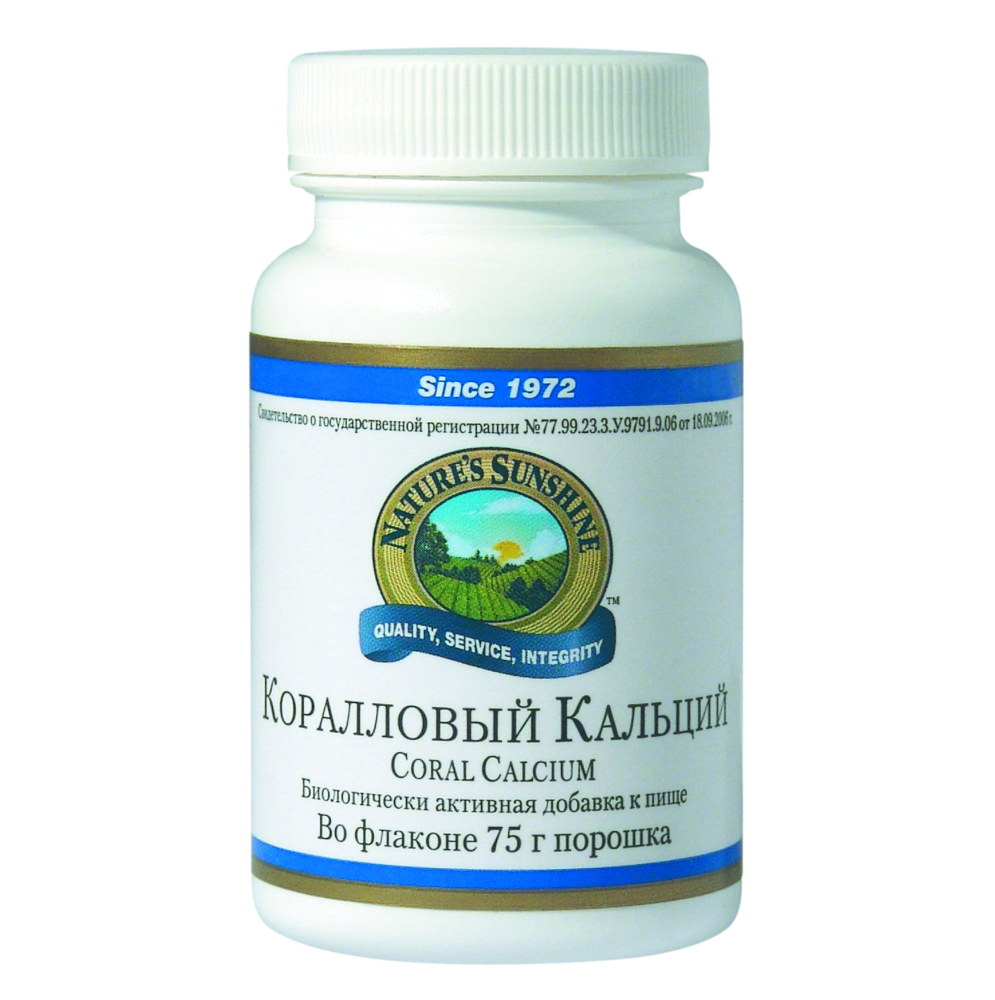 Since 1972
Свидетельство о государственной регистрации №77.99.23.3.У.9791.9.06 от 18.09.2006 г.
NATURE'S SUNSHINE
TM
QUALITY, SERVICE, INTEGRITY
КОРАЛЛОВЫЙ КАЛЬЦИЙ
CORAL CALCIUM
Биологически активная добавка к пище
Во флаконе 75 г порошка